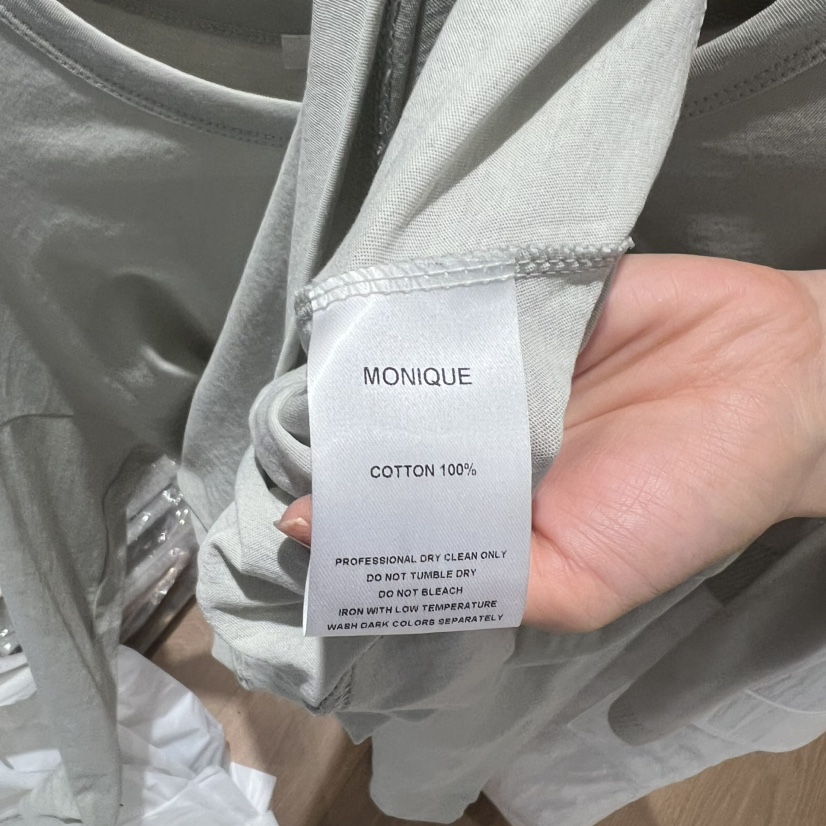 MONIQUE
COTTON 100%
PROFESSIONAL DRY CLEAN ONLY
DO NOT TUMBLE DRY
DO NOT BLEACH
IRON WITH LOW TEMPERATURE
WASH DARK COLORS SEPARATELY